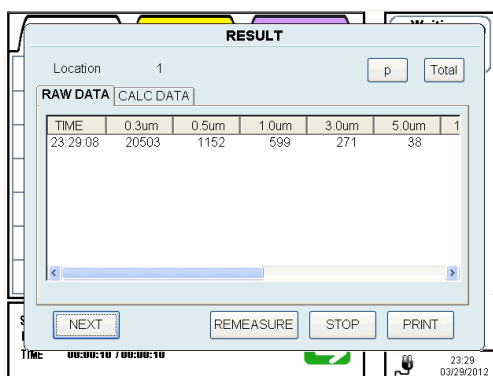 RESULT
Location 1 p Total
RAW DATA CALC DATA
TIME 0.3um 0.5um 1.0um 3.0um 5.0um 1
23:29:08 20503 1152 599 271 38
NEXT REMEASURE STOP PRINT
TIME 00:00:10 / 00:00:10
23:29
03/29/2012